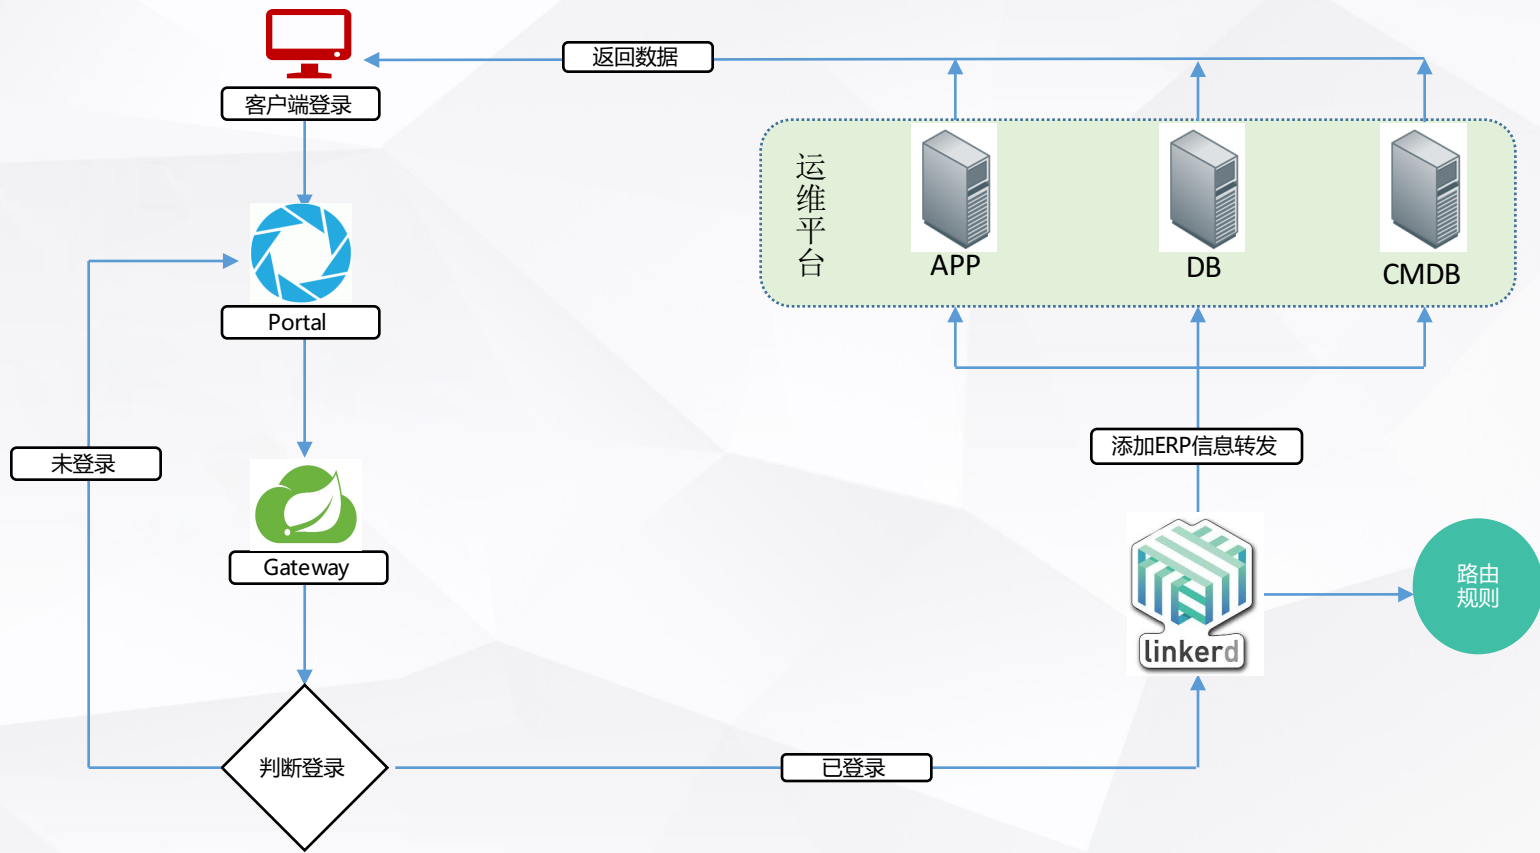 返回数据
客户端登录
运维平台
APP
DB
CMDB
Portal
未登录
添加ERP信息转发
Gateway
linkerd
路由
规则
判断登录
已登录